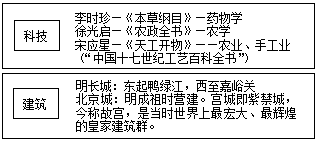 科技
李时珍—《本草纲目》—药物学
徐光启—《农政全书》—农学
宋应星—《天工开物》——农业、手工业
(“中国十七世纪工艺百科全书”)
建筑
明长城：东起鸭绿江，西至嘉峪关
北京城：明成祖时营建。宫城即紫禁城，
今称故宫，是当时世界上最宏大、最辉煌
的皇家建筑群。